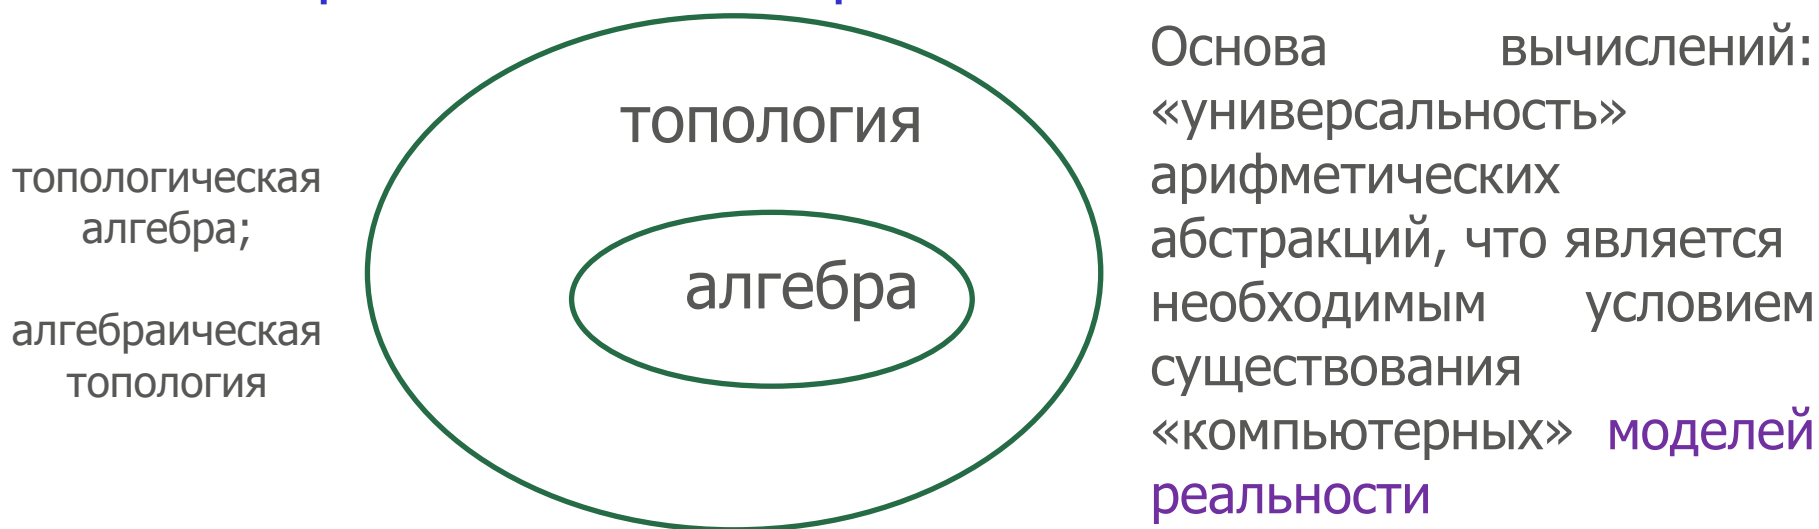 топологическая
алгебра;
алгебраическая
топология
топология
алгебра
Основа вычислений:
«универсальность»
арифметических
абстракций, что является
необходимым условием
существования
«компьютерных» моделей
реальности